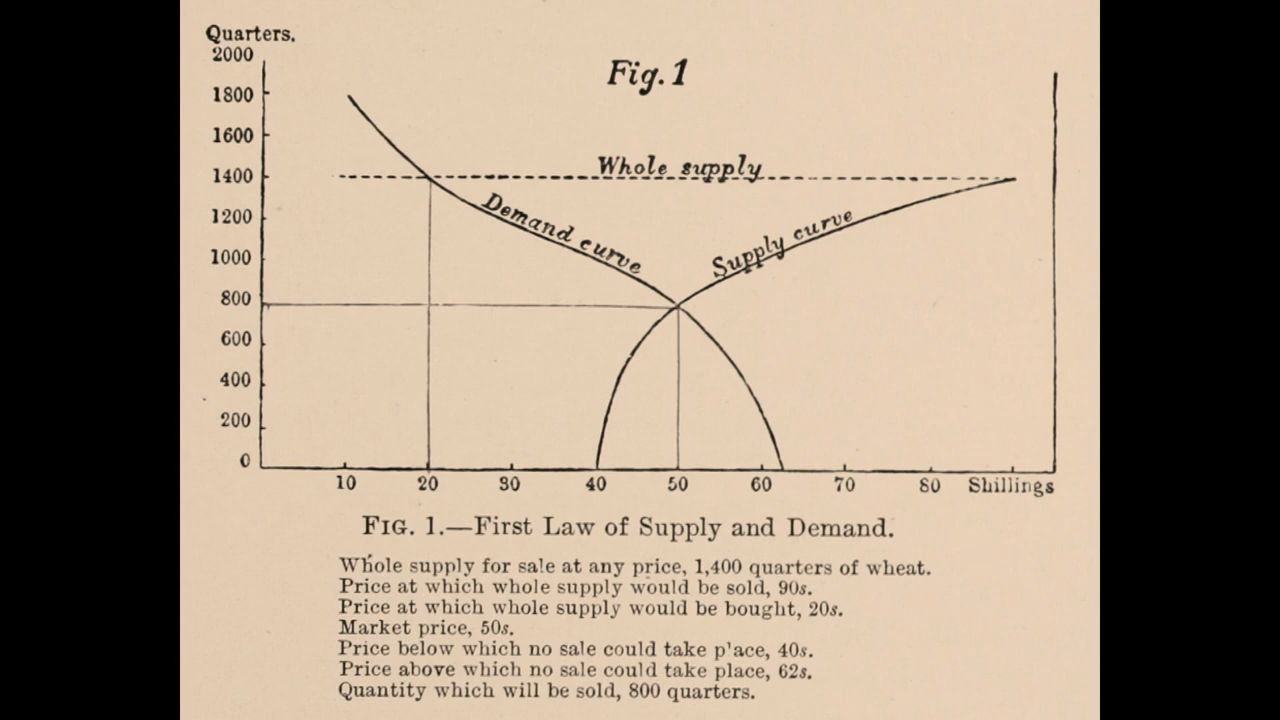 Quarters.
2000
Fig. 1
1800
1600
Whole supply
1400
Demand curve
Supply curve
1200
1000
800
600
400
200
0
10 20 30 40 50 60 70 80 Shillings
FIG. 1.—First Law of Supply and Demand.
Whole supply for sale at any price, 1,400 quarters of wheat.
Price at which whole supply would be sold, 90s.
Price at which whole supply would be bought, 20s.
Market price, 50s.
Price below which no sale could take p'ace, 40s.
Price above which no sale could take place, 62s.
Quantity which will be sold, 800 quarters.